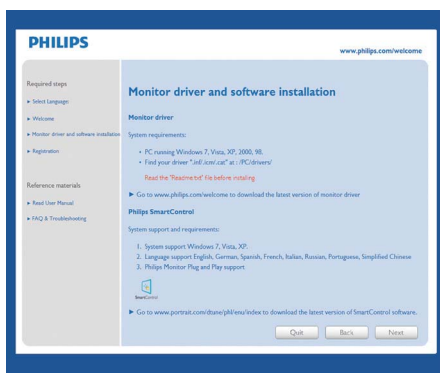 PHILIPS
www.philips.com/welcome
Required steps
▶ Select Language:
▶ Welcome
▶ Monitor driver and software installation
▶ Registration
Reference materials
▶ Read User Manual
▶ FAQ & Troubleshooting
Monitor driver and software installation
Monitor driver
System requirements:
• PC running Windows 7, Vista, XP, 2000, 98,
• Find your driver ".inf/.icm/.cat" at : /PC/drivers/
Read the "Readme.txt" file before installing
▶ Go to www.philips.com/welcome to download the latest version of monitor driver
Philips SmartControl
System support and requirements:
1. System support Windows 7, Vista, XP.
2. Language support English, German, Spanish, French, Italian, Russian, Portuguese, Simplified Chinese
3. Philips Monitor Plug and Play support
SmartControl
▶ Go to www.portrait.com/dtune/phl/enu/index to download the latest version of SmartControl software.
Quit
Back
Next